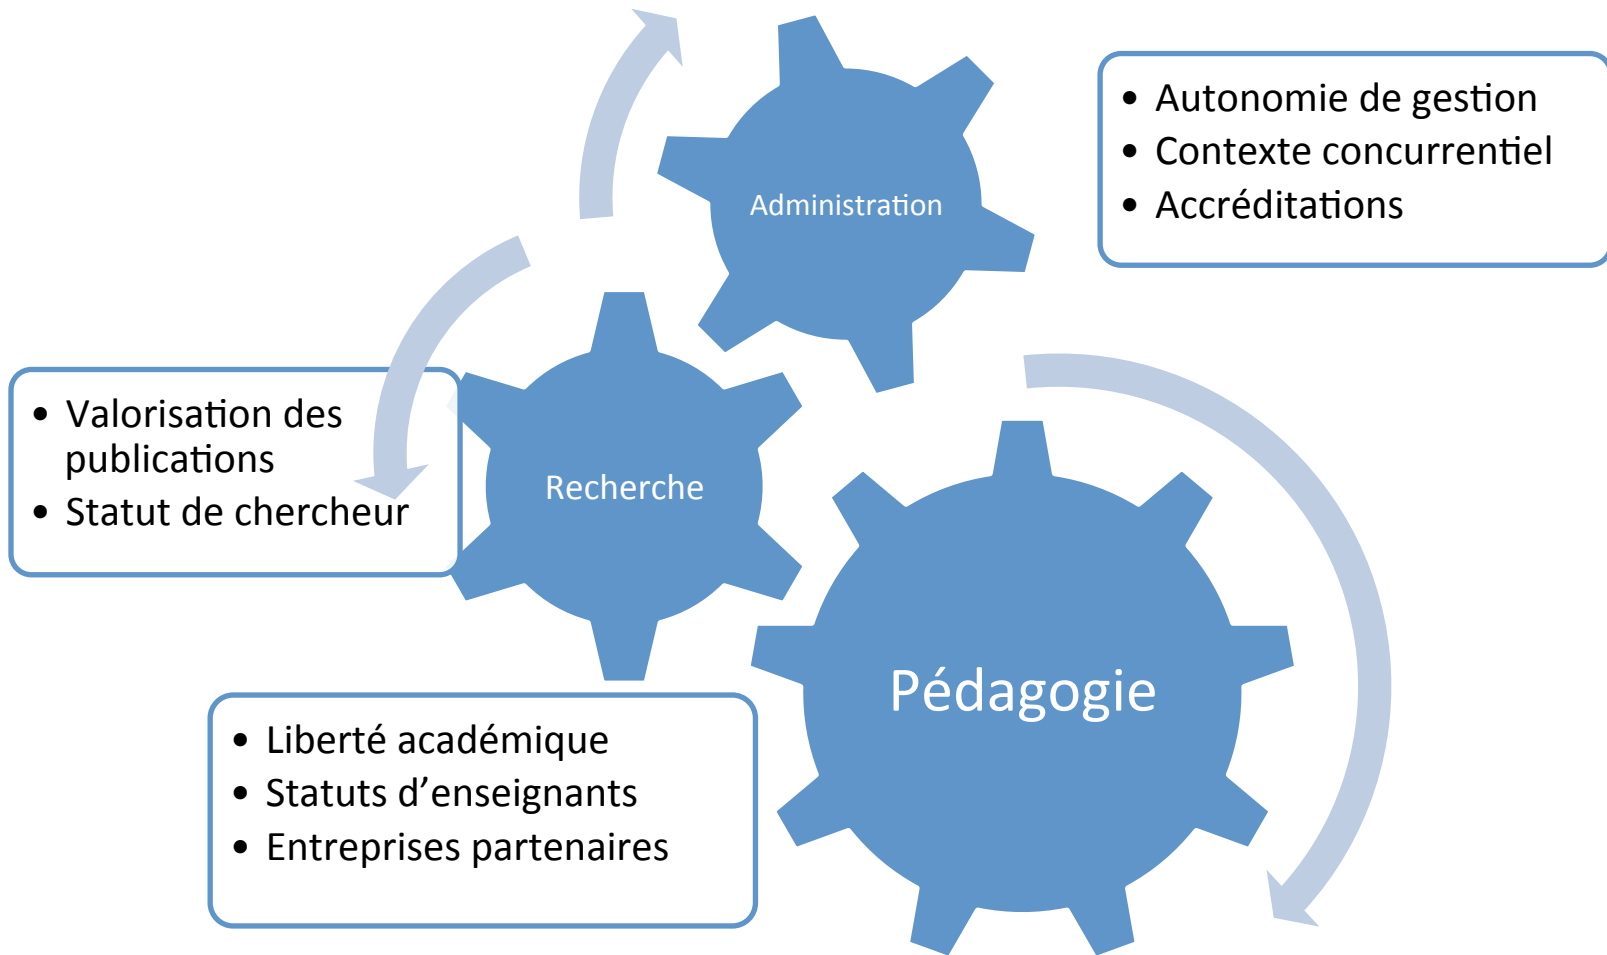 • Autonomie de gestion
• Contexte concurrentiel
• Accréditations
Administration
• Valorisation des
publications
• Statut de chercheur
Recherche
Pédagogie
• Liberté académique
• Statuts d’enseignants
• Entreprises partenaires